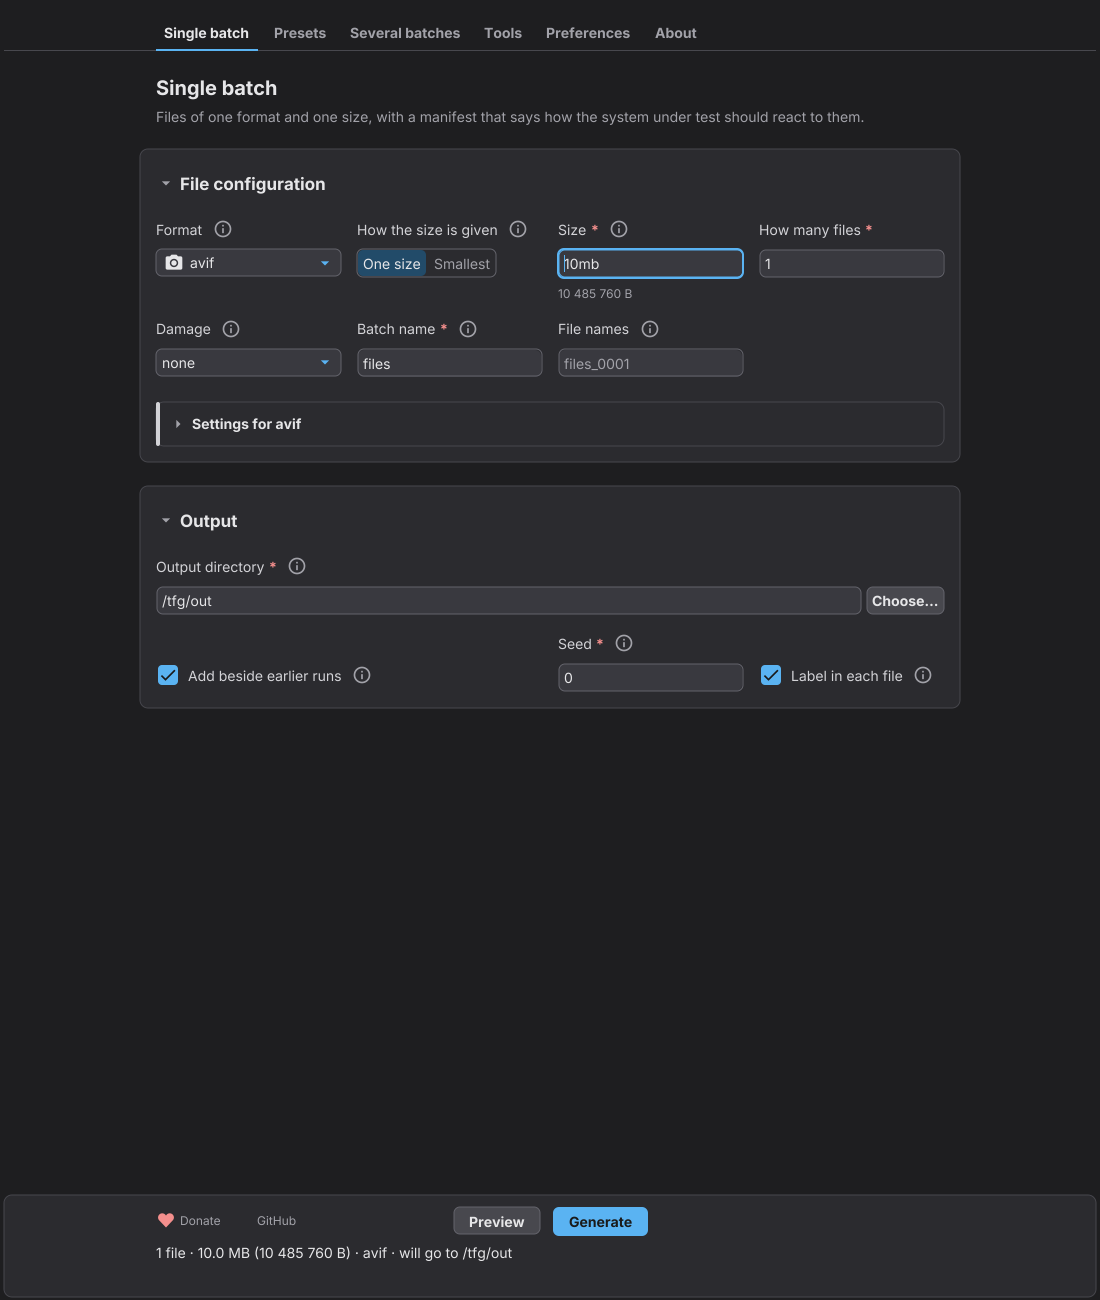 Single batch Presets Several batches Tools Preferences About
Single batch
Files of one format and one size, with a manifest that says how the system under test should react to them.
File configuration
Format How the size is given Size * How many files *
avif One size Smallest 10mb 1
10 485 760 B
Damage Batch name * File names
none files files_0001
Settings for avif
Output
Output directory *
/tfg/out Choose...
Seed *
Add beside earlier runs 0 Label in each file
Donate GitHub Preview Generate
1 file · 10.0 MB (10 485 760 B) · avif · will go to /tfg/out